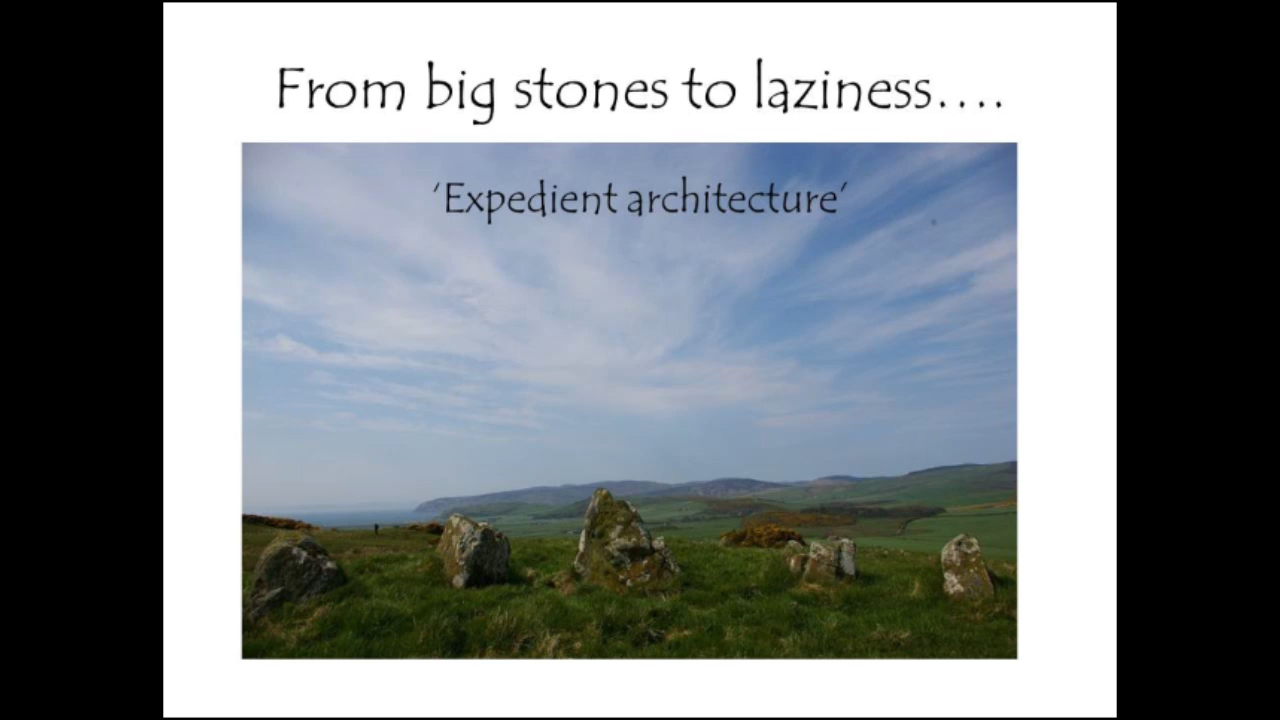 From big stones to laziness….
‘Expedient architecture’